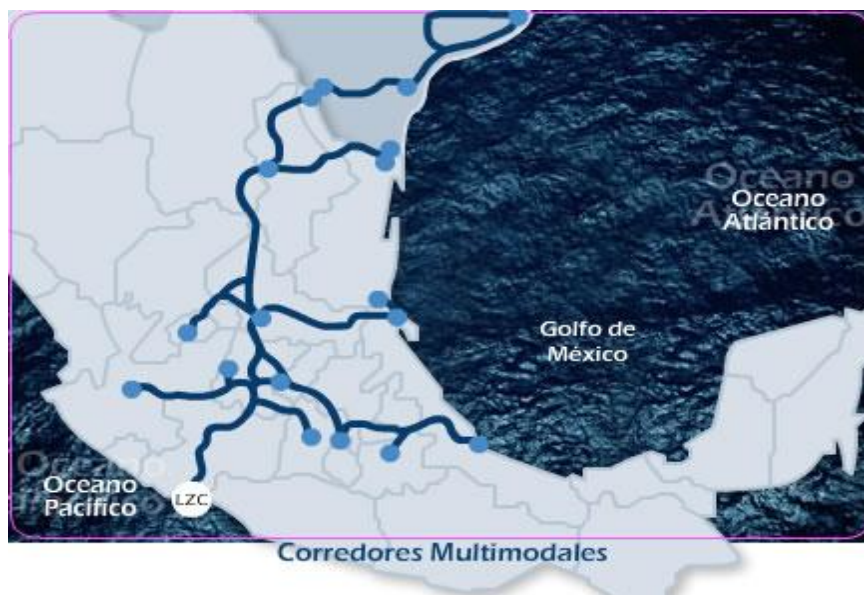 Oceano
Atlántico
Golfo de
México
Oceano
Pacífico
LZC
Corredores Multimodales